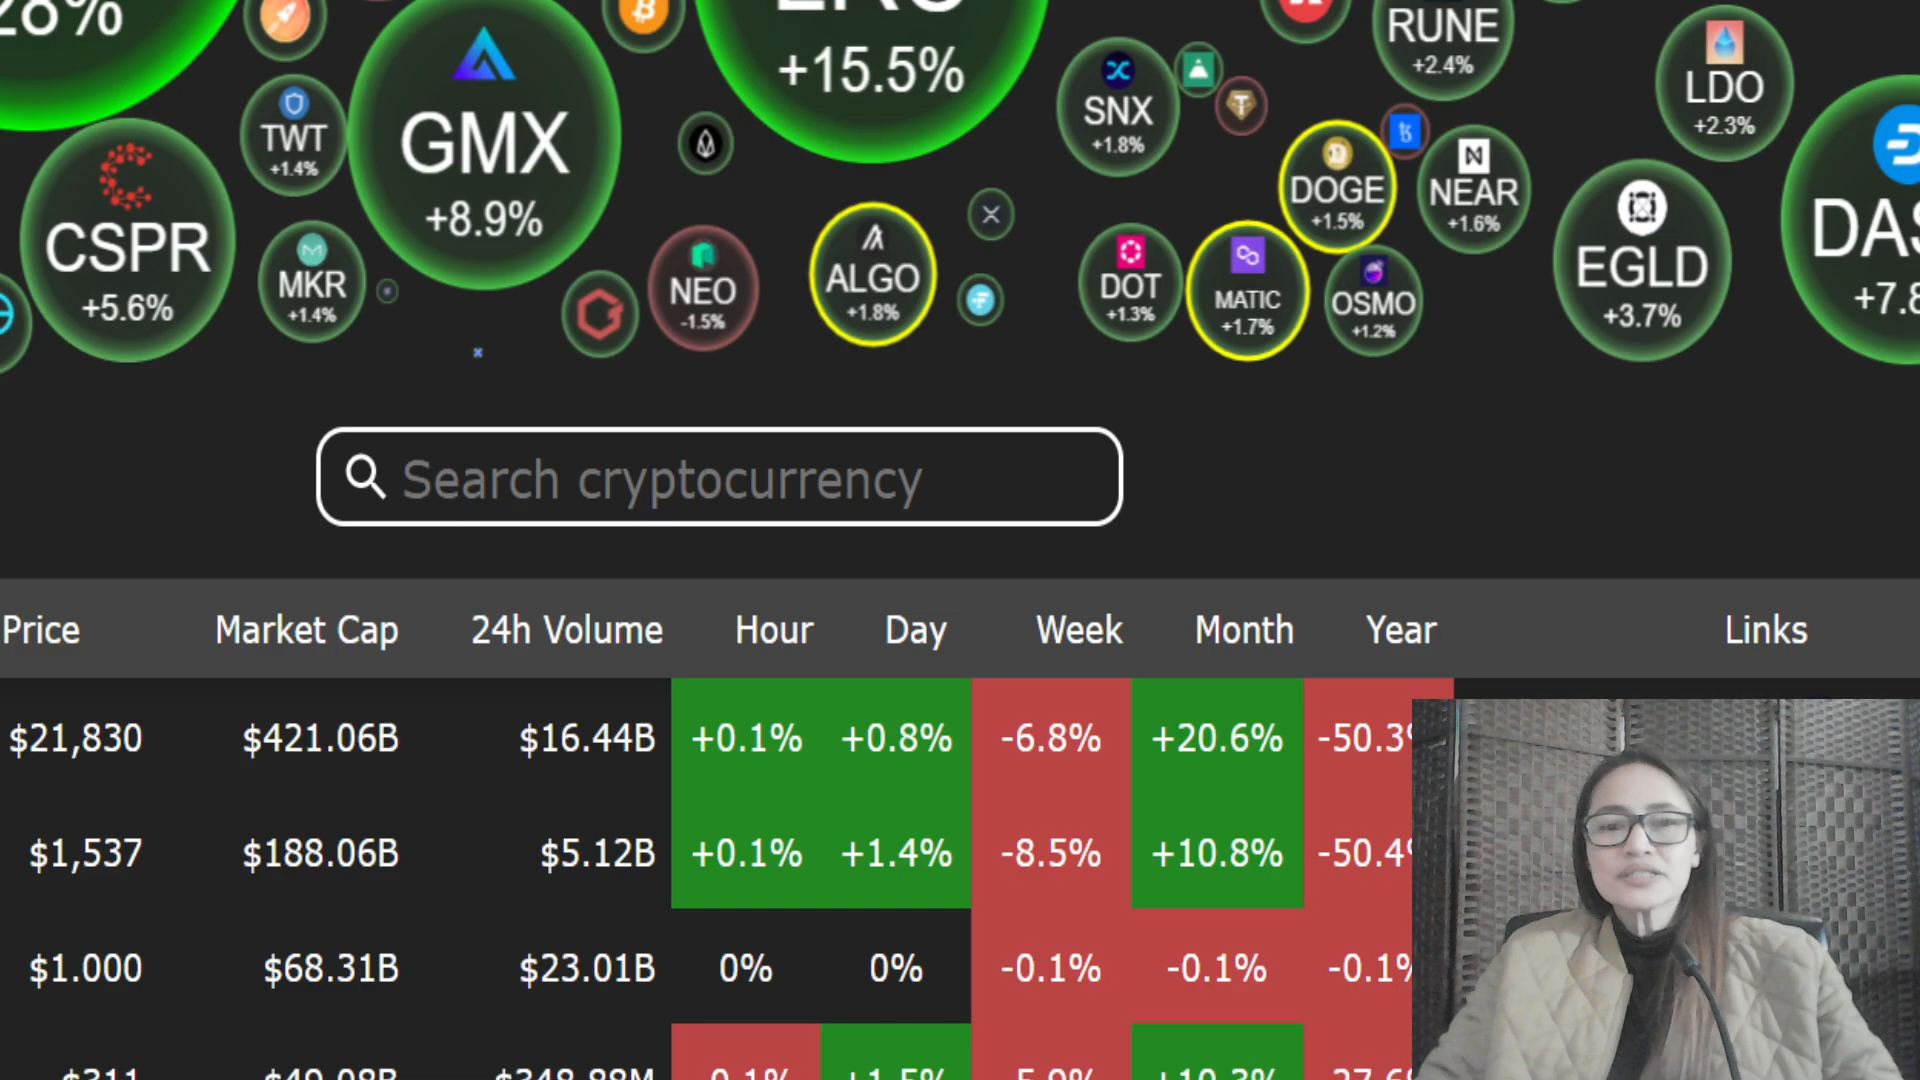 +15.5%
RUNE
+2.4%
LDO
+2.3%
SNX
+1.8%
TWT
+1.4%
GMX
+8.9%
DOGE
+1.5%
NEAR
+1.6%
CSPR
+5.6%
MKR
+1.4%
NEO
-1.5%
ALGO
+1.8%
DOT
+1.3%
MATIC
+1.7%
OSMO
+1.2%
EGLD
+3.7%
Search cryptocurrency
Price Market Cap 24h Volume Hour Day Week Month Year Links
$21,830 $421.06B $16.44B +0.1% +0.8% -6.8% +20.6% -50.3
$1,537 $188.06B $5.12B +0.1% +1.4% -8.5% +10.8% -50.4
$1.000 $68.31B $23.01B 0% 0% -0.1% -0.1% -0.1%